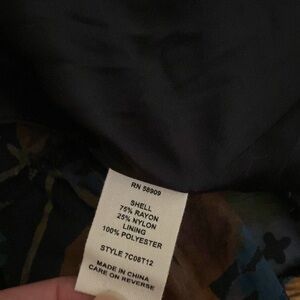 RN 58909
SHELL
75% RAYON
25% NYLON
LINING
100% POLYESTER
STYLE 7C08T12
MADE IN CHINA
CARE ON REVERSE